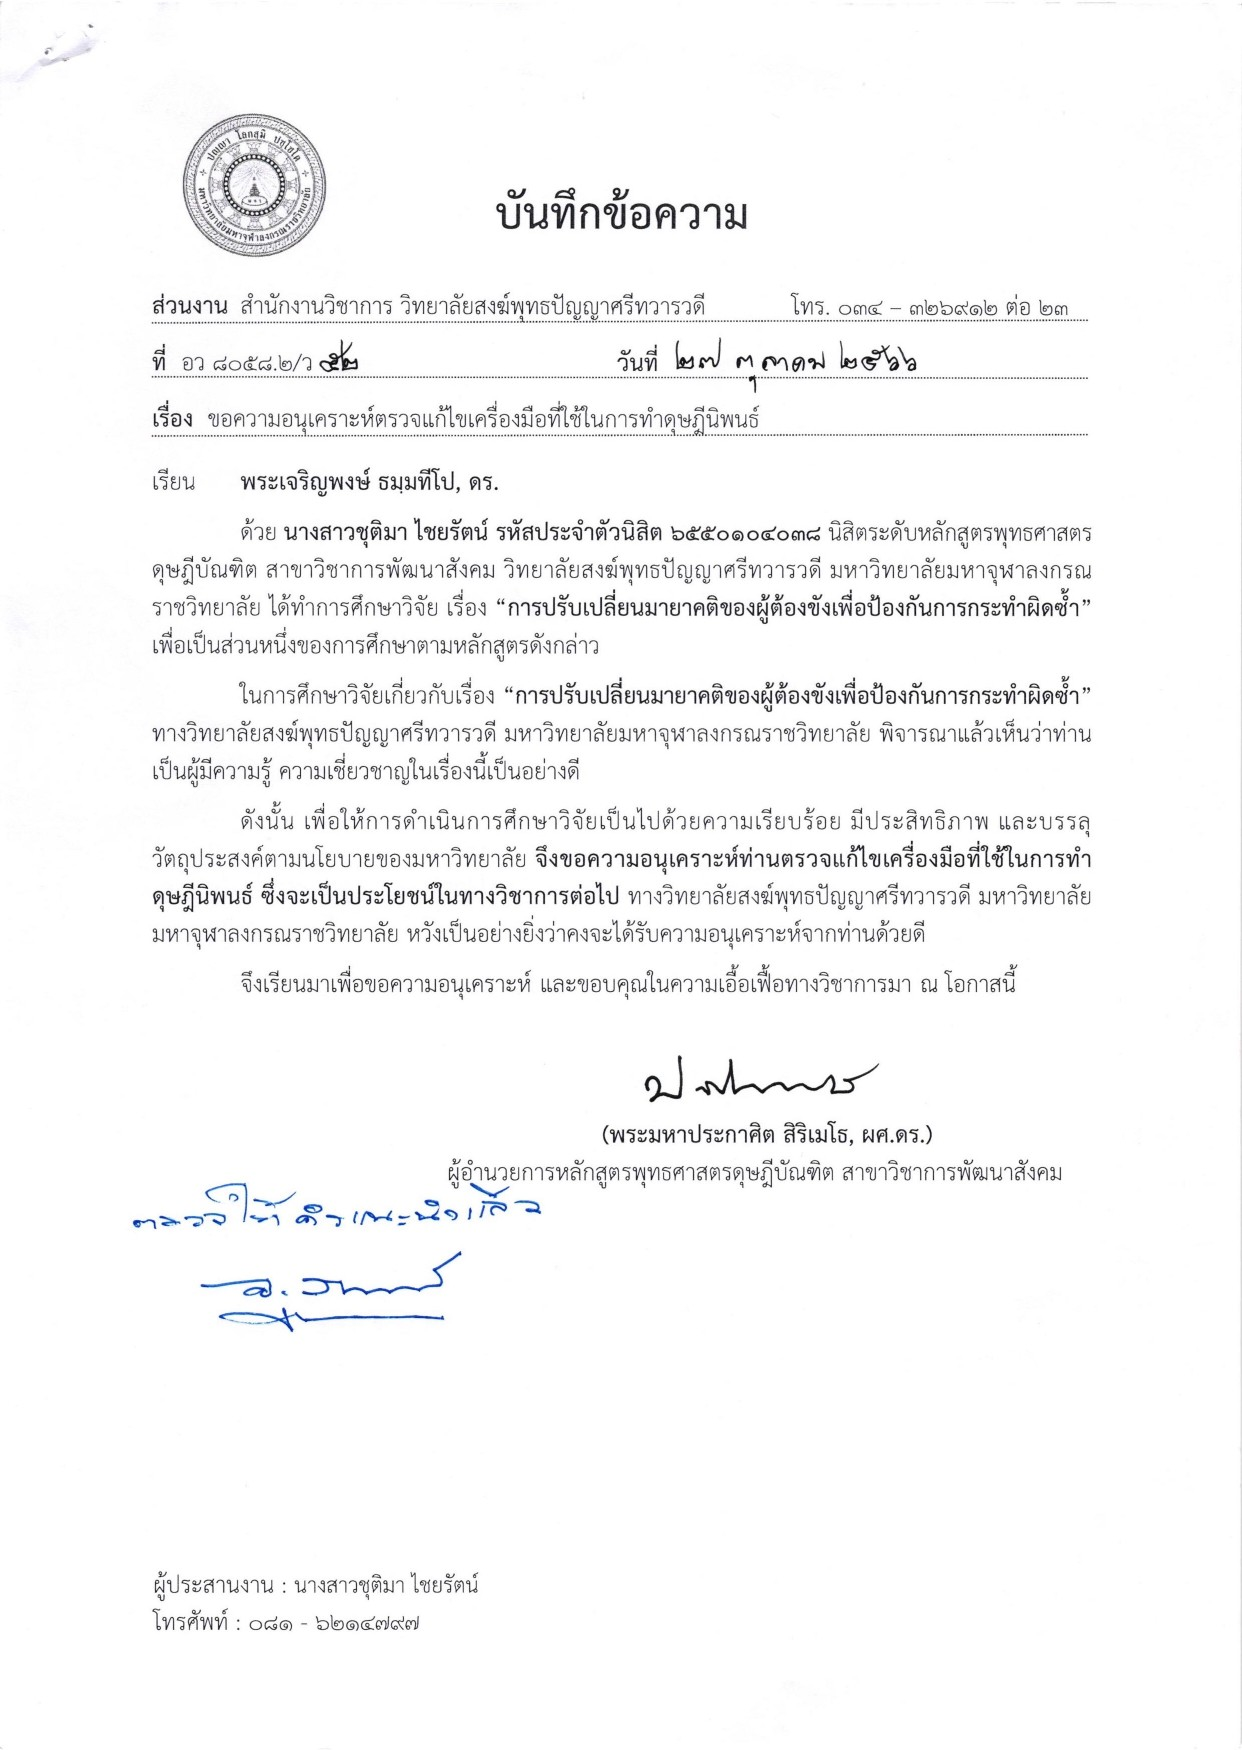 ปญฺญา โลกสฺมิ ปชฺโชโต
มหาวิทยาลัยมหาจุฬาลงกรณราชวิทยาลัย
บันทึกข้อความ
ส่วนงาน สำนักงานวิชาการ วิทยาลัยสงฆ์พุทธปัญญาศรีทวารวดี โทร. ๐๓๔ – ๓๒๖๙๑๒ ต่อ ๒๓
ที่ อว ๘๐๕๘.๒/ว ๕๒ วันที่ ๒๗ ตุลาคม ๒๕๖๖
เรื่อง ขอความอนุเคราะห์ตรวจแก้ไขเครื่องมือที่ใช้ในการทำดุษฎีนิพนธ์
เรียน พระเจริญพงษ์ ธมฺมทีโป, ดร.
ด้วย นางสาวชุติมา ไชยรัตน์ รหัสประจำตัวนิสิต ๖๕๕๐๑๐๔๐๓๘ นิสิตระดับหลักสูตรพุทธศาสตร
ดุษฎีบัณฑิต สาขาวิชาการพัฒนาสังคม วิทยาลัยสงฆ์พุทธปัญญาศรีทวารวดี มหาวิทยาลัยมหาจุฬาลงกรณ
ราชวิทยาลัย ได้ทำการศึกษาวิจัย เรื่อง “การปรับเปลี่ยนมายาคติของผู้ต้องขังเพื่อป้องกันการกระทำผิดซ้ำ”
เพื่อเป็นส่วนหนึ่งของการศึกษาตามหลักสูตรดังกล่าว
ในการศึกษาวิจัยเกี่ยวกับเรื่อง “การปรับเปลี่ยนมายาคติของผู้ต้องขังเพื่อป้องกันการกระทำผิดซ้ำ”
ทางวิทยาลัยสงฆ์พุทธปัญญาศรีทวารวดี มหาวิทยาลัยมหาจุฬาลงกรณราชวิทยาลัย พิจารณาแล้วเห็นว่าท่าน
เป็นผู้มีความรู้ ความเชี่ยวชาญในเรื่องนี้เป็นอย่างดี
ดังนั้น เพื่อให้การดำเนินการศึกษาวิจัยเป็นไปด้วยความเรียบร้อย มีประสิทธิภาพ และบรรลุ
วัตถุประสงค์ตามนโยบายของมหาวิทยาลัย จึงขอความอนุเคราะห์ท่านตรวจแก้ไขเครื่องมือที่ใช้ในการทำ
ดุษฎีนิพนธ์ ซึ่งจะเป็นประโยชน์ในทางวิชาการต่อไป ทางวิทยาลัยสงฆ์พุทธปัญญาศรีทวารวดี มหาวิทยาลัย
มหาจุฬาลงกรณราชวิทยาลัย หวังเป็นอย่างยิ่งว่าคงจะได้รับความอนุเคราะห์จากท่านด้วยดี
จึงเรียนมาเพื่อขอความอนุเคราะห์ และขอบคุณในความเอื้อเฟื้อทางวิชาการมา ณ โอกาสนี้
(พระมหาประกาศิต สิริเมโธ, ผศ.ดร.)
ผู้อำนวยการหลักสูตรพุทธศาสตรดุษฎีบัณฑิต สาขาวิชาการพัฒนาสังคม
ตรวจให้คำแนะนำแล้ว
ผู้ประสานงาน : นางสาวชุติมา ไชยรัตน์
โทรศัพท์ : ๐๘๑ - ๖๒๑๔๗๙๗